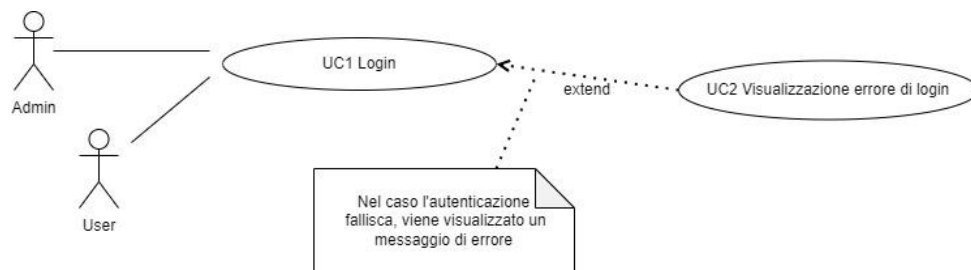 Admin
User
UC1 Login
extend
UC2 Visualizzazione errore di login
Nel caso l'autenticazione
fallisca, viene visualizzato un
messaggio di errore